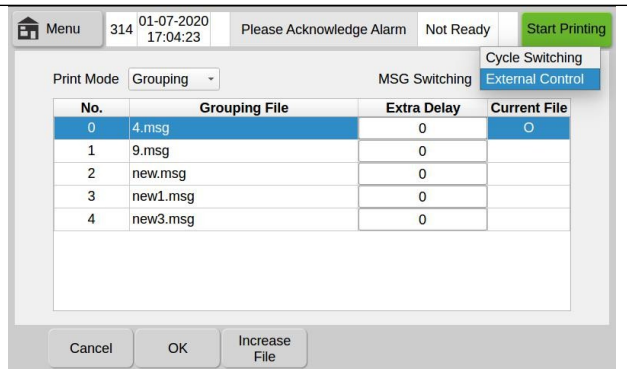 Menu 314 01-07-2020 17:04:23 Please Acknowledge Alarm Not Ready Start Printing
Cycle Switching
Print Mode Grouping MSG Switching External Control
No. Grouping File Extra Delay Current File
0 4.msg 0 O
1 9.msg 0
2 new.msg 0
3 new1.msg 0
4 new3.msg 0
Cancel OK Increase File